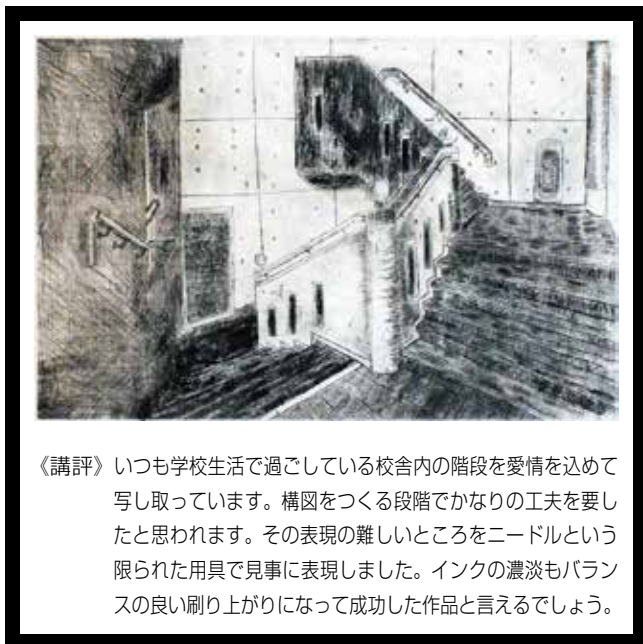 《講評》いつも学校生活で過ごしている校舎内の階段を愛情を込めて
写し取っています。構図をつくる段階でかなりの工夫を要し
たと思われます。その表現の難しいところをニードルという
限られた用具で見事に表現しました。インクの濃淡もバラン
スの良い刷り上がりになって成功した作品と言えるでしょう。